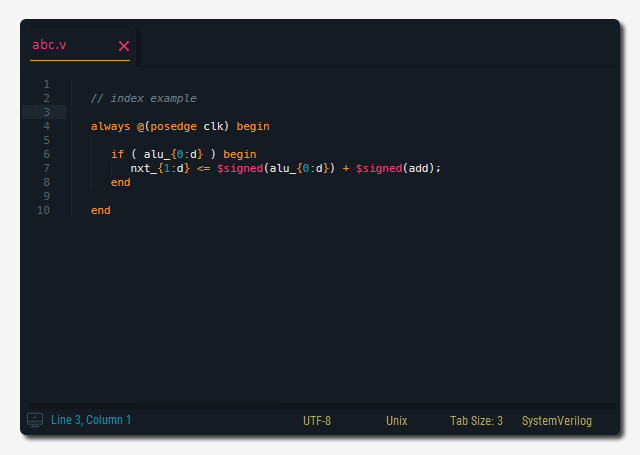 abc.v ×
1
2 // index example
3
4 always @(posedge clk) begin
5
6 if ( alu_{0:d} ) begin
7 nxt_{1:d} <= $signed(alu_{0:d}) + $signed(add);
8 end
9
10 end
Line 3, Column 1 UTF-8 Unix Tab Size: 3 SystemVerilog